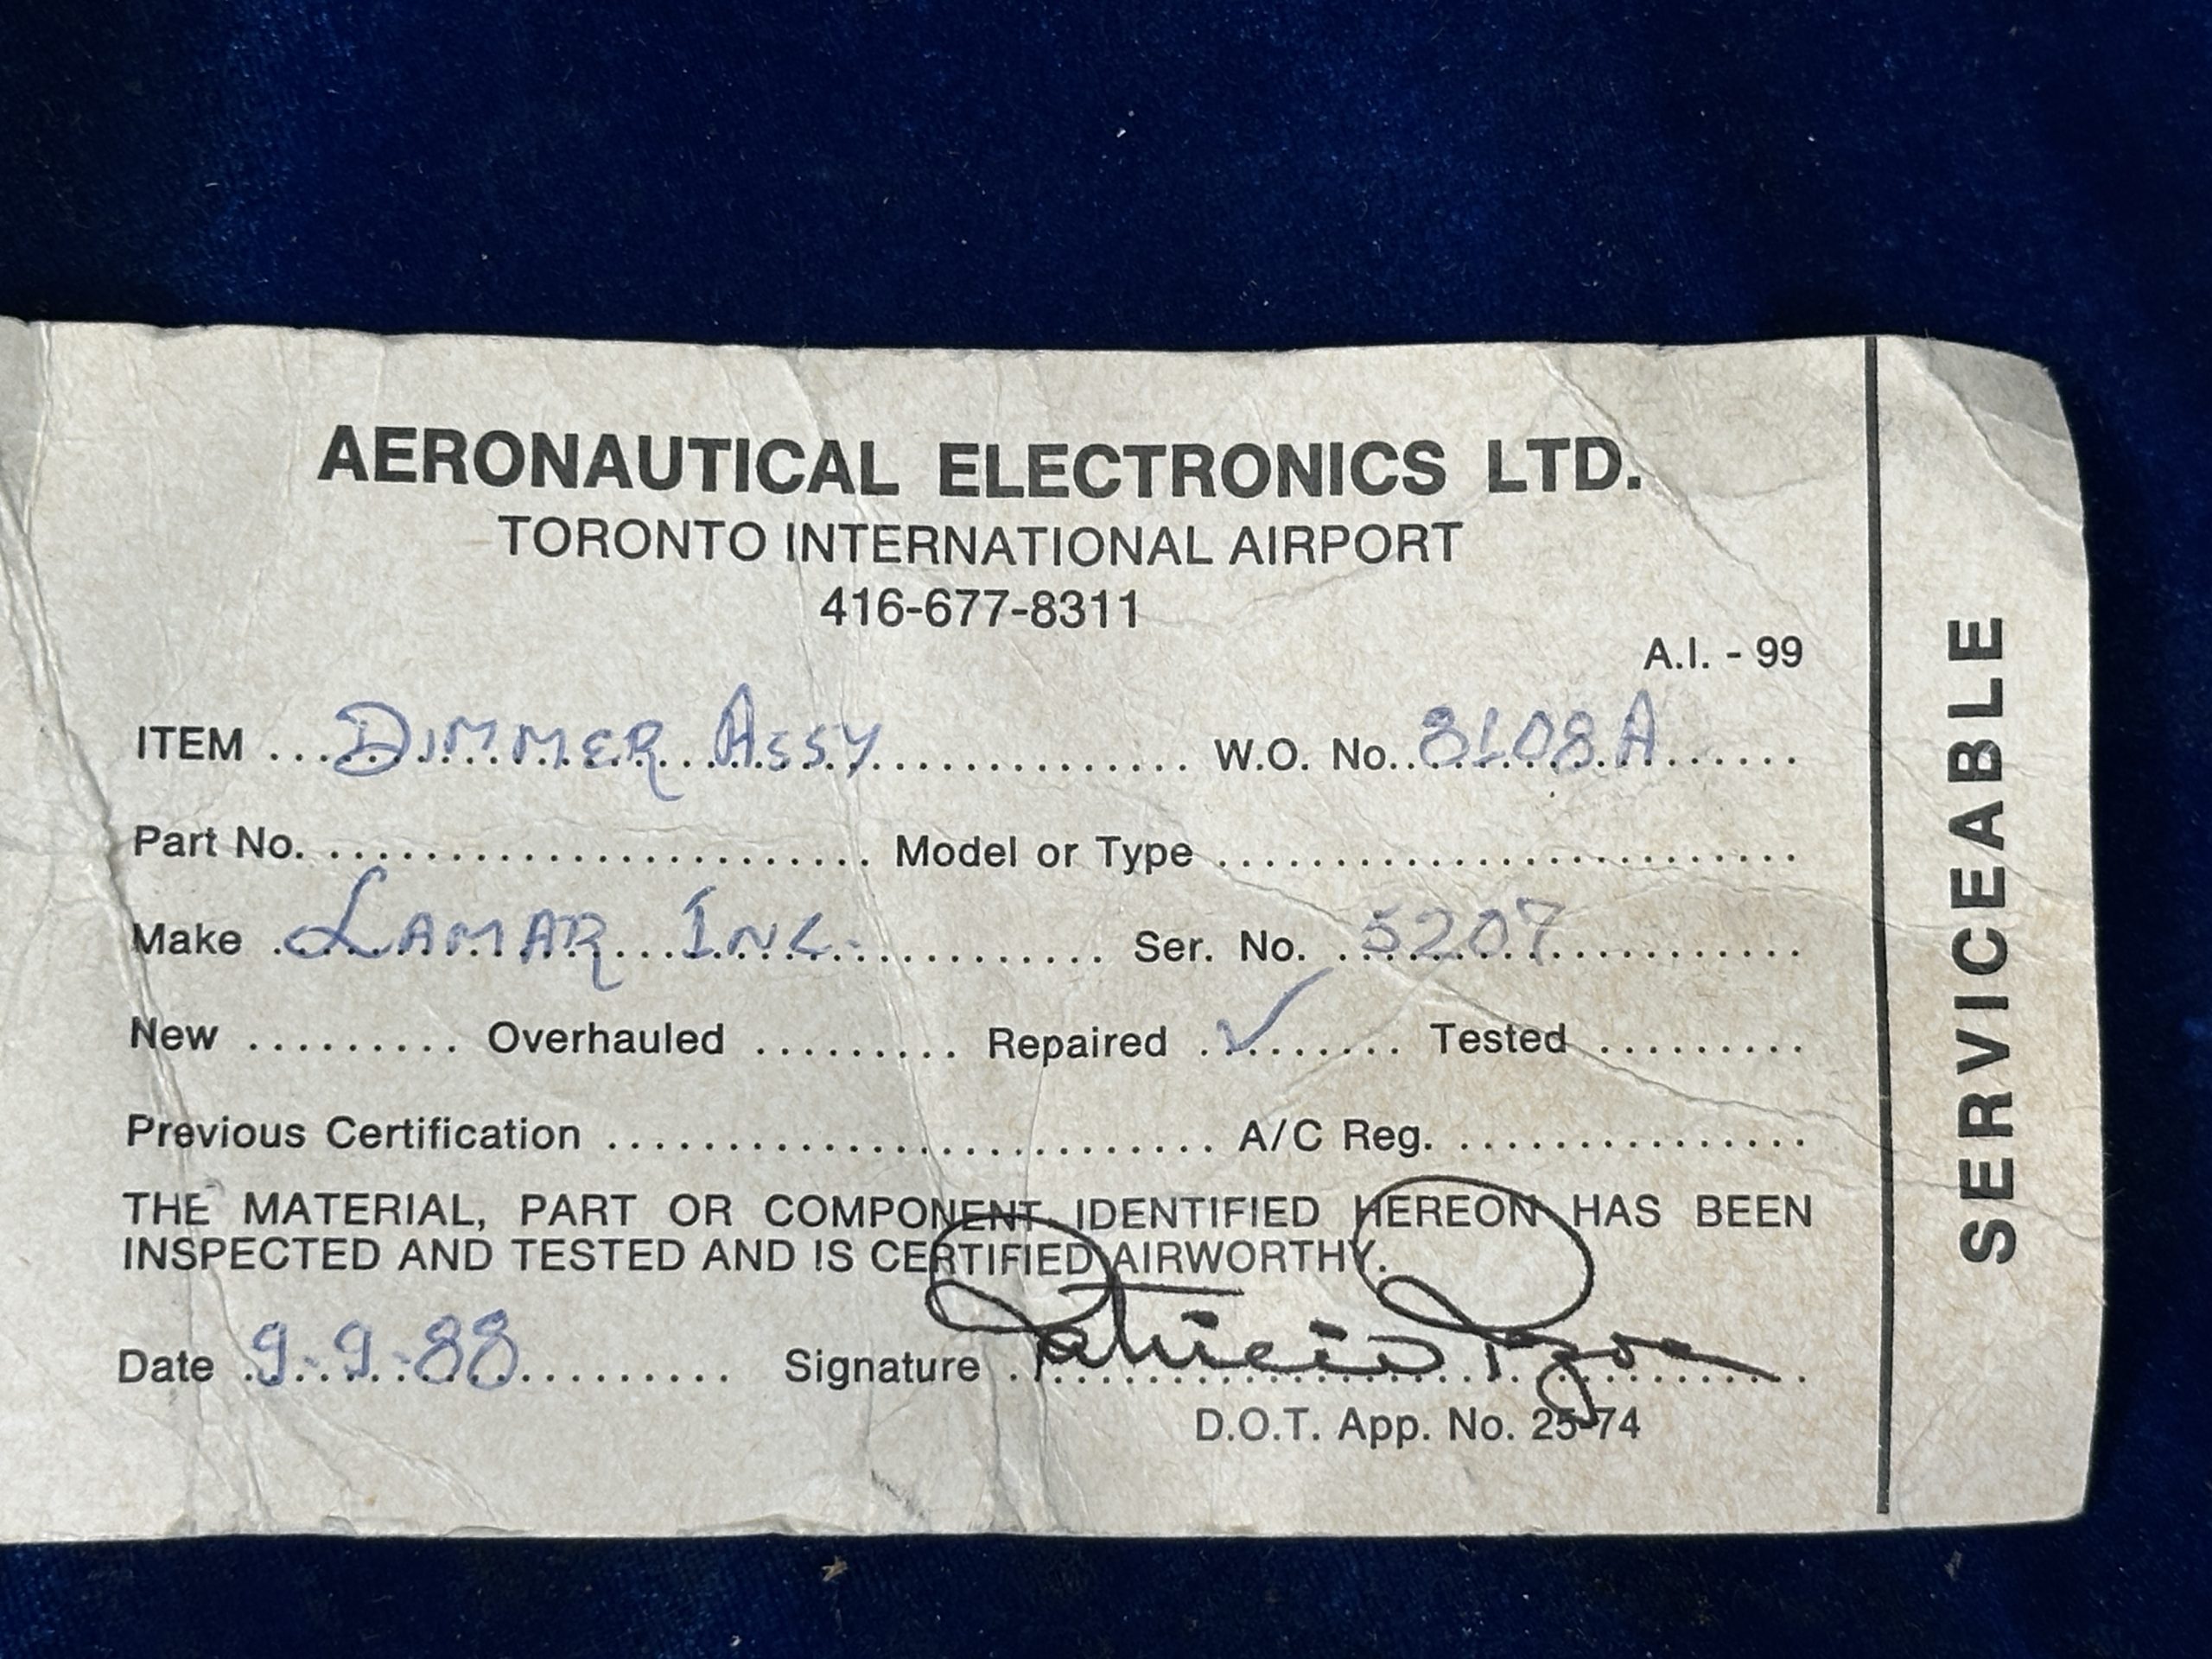 AERONAUTICAL ELECTRONICS LTD.
TORONTO INTERNATIONAL AIRPORT
416-677-8311
A.I. - 99
ITEM ... DIMMER ASSY .............. W.O. No. 8108A ......
Part No. ........................ Model or Type ..........................
Make LAMAR INC. ............ Ser. No. 5207 ............
New ......... Overhauled ......... Repaired ✓ ........ Tested .........
Previous Certification .......................... A/C Reg. ...............
THE MATERIAL, PART OR COMPONENT IDENTIFIED HEREON HAS BEEN
INSPECTED AND TESTED AND IS CERTIFIED AIRWORTHY.
Date 9-9-88 .......... Signature Patricia
D.O.T. App. No. 25-74
SERVICEABLE